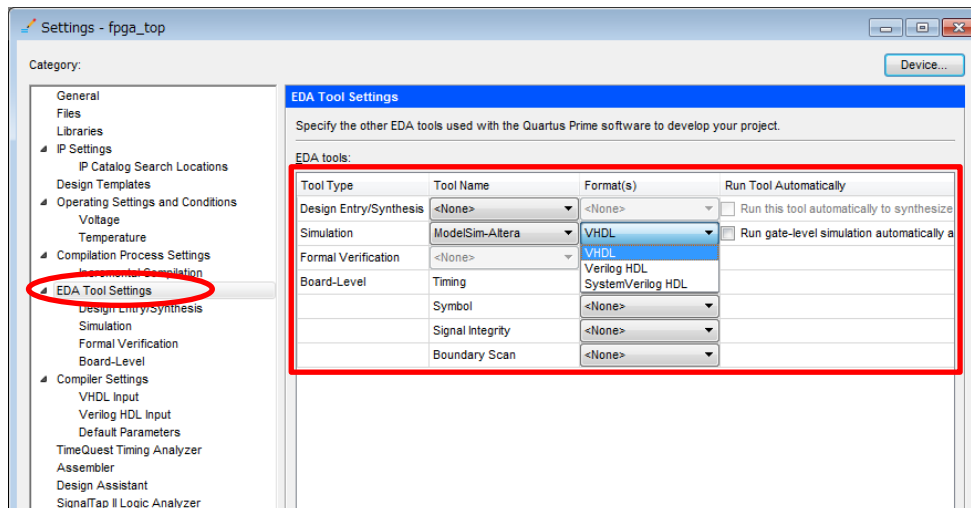 Settings - fpga_top
Category:
Device...
General
Files
Libraries
IP Settings
IP Catalog Search Locations
Design Templates
Operating Settings and Conditions
Voltage
Temperature
Compilation Process Settings
Incremental Compilation
EDA Tool Settings
Design Entry/Synthesis
Simulation
Formal Verification
Board-Level
Compiler Settings
VHDL Input
Verilog HDL Input
Default Parameters
TimeQuest Timing Analyzer
Assembler
Design Assistant
SignalTap II Logic Analyzer
EDA Tool Settings
Specify the other EDA tools used with the Quartus Prime software to develop your project.
EDA tools:
Tool Type Tool Name Format(s) Run Tool Automatically
Design Entry/Synthesis <None> <None> Run this tool automatically to synthesize
Simulation ModelSim-Altera VHDL Run gate-level simulation automatically a
VHDL
Formal Verification <None> Verilog HDL
Board-Level Timing SystemVerilog HDL
Symbol <None>
Signal Integrity <None>
Boundary Scan <None>